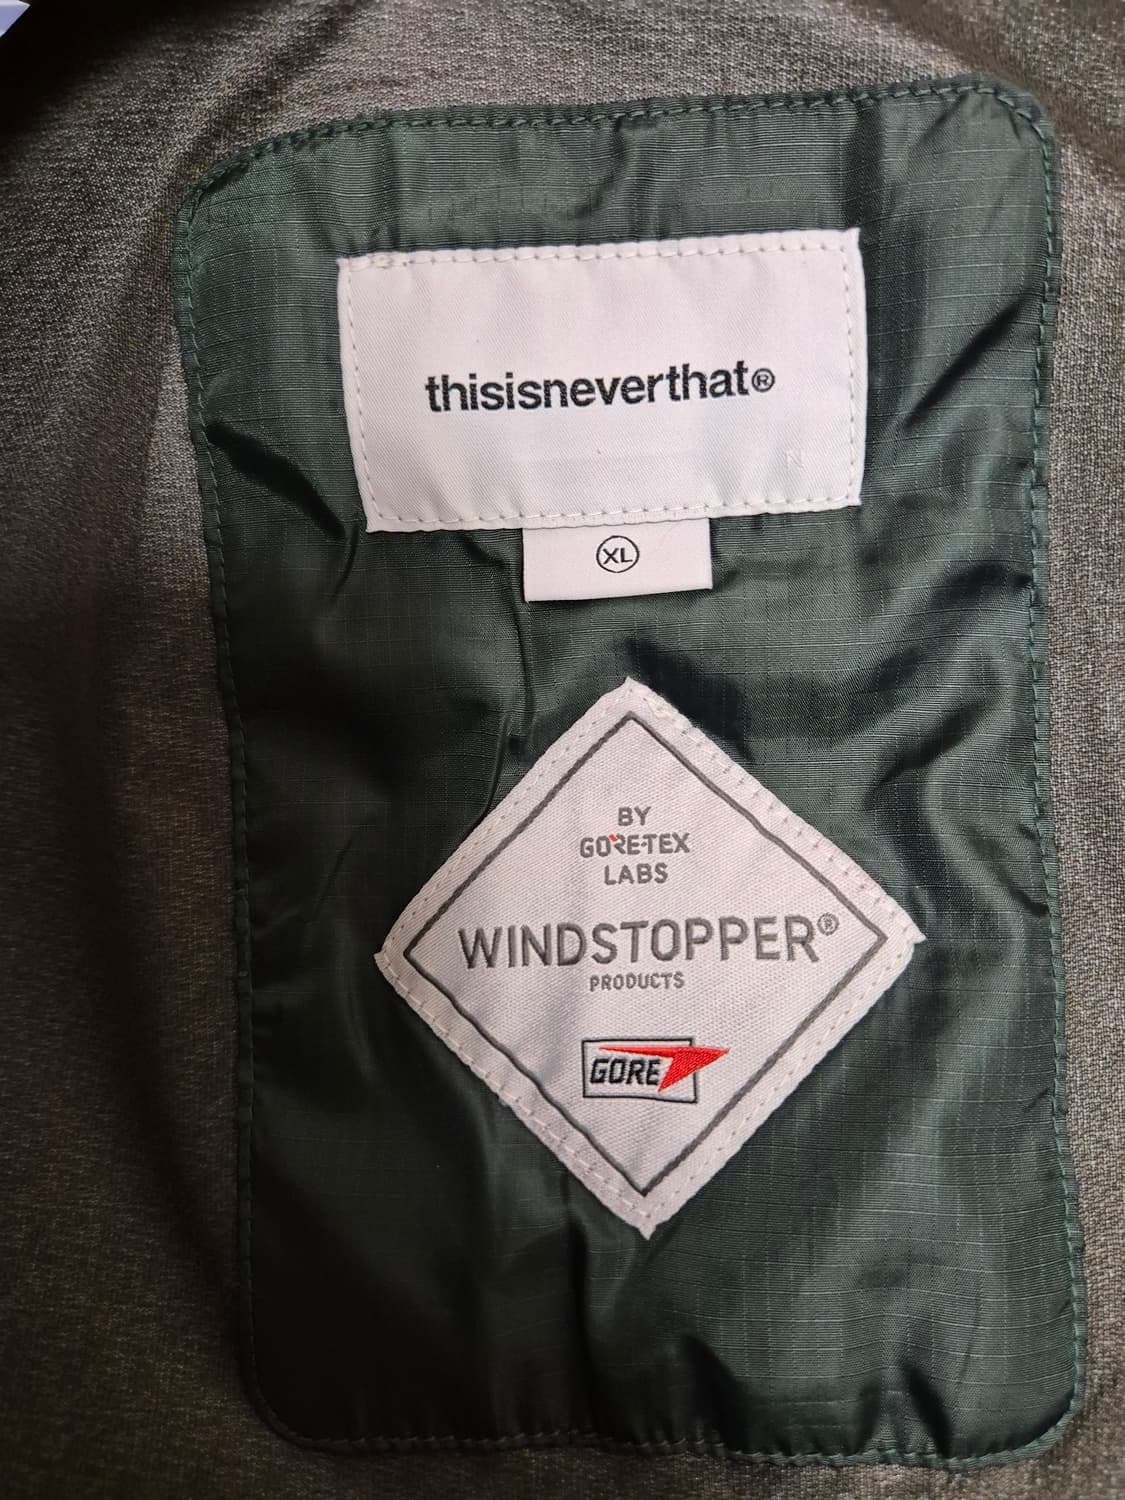 thisisneverthat®
N
XL
BY
GORE-TEX
LABS
WINDSTOPPER®
PRODUCTS
GORE